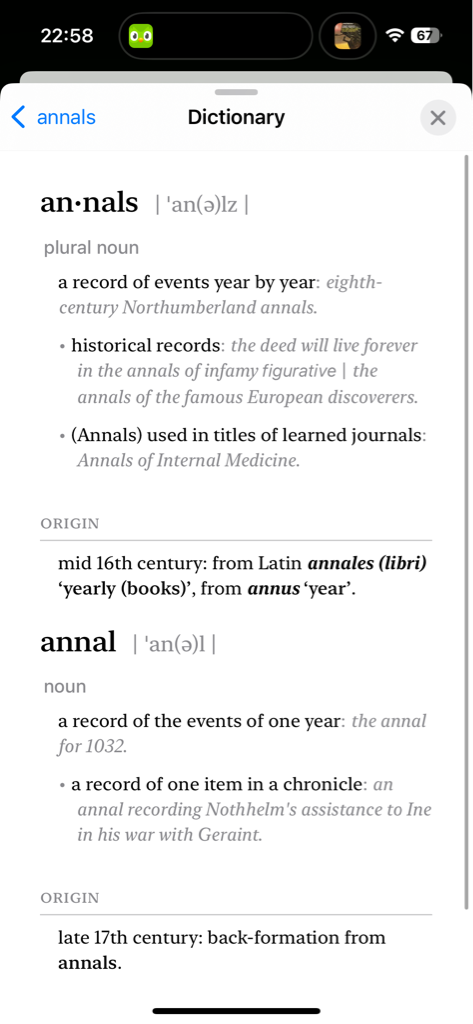 22:58
67
annals
Dictionary
an·nals | ˈan(ə)lz |
plural noun
a record of events year by year: eighth-
century Northumberland annals.
• historical records: the deed will live forever
in the annals of infamy figurative | the
annals of the famous European discoverers.
• (Annals) used in titles of learned journals:
Annals of Internal Medicine.
ORIGIN
mid 16th century: from Latin annales (libri)
‘yearly (books)’, from annus ‘year’.
annal | ˈan(ə)l |
noun
a record of the events of one year: the annal
for 1032.
• a record of one item in a chronicle: an
annal recording Nothhelm's assistance to Ine
in his war with Geraint.
ORIGIN
late 17th century: back-formation from
annals.